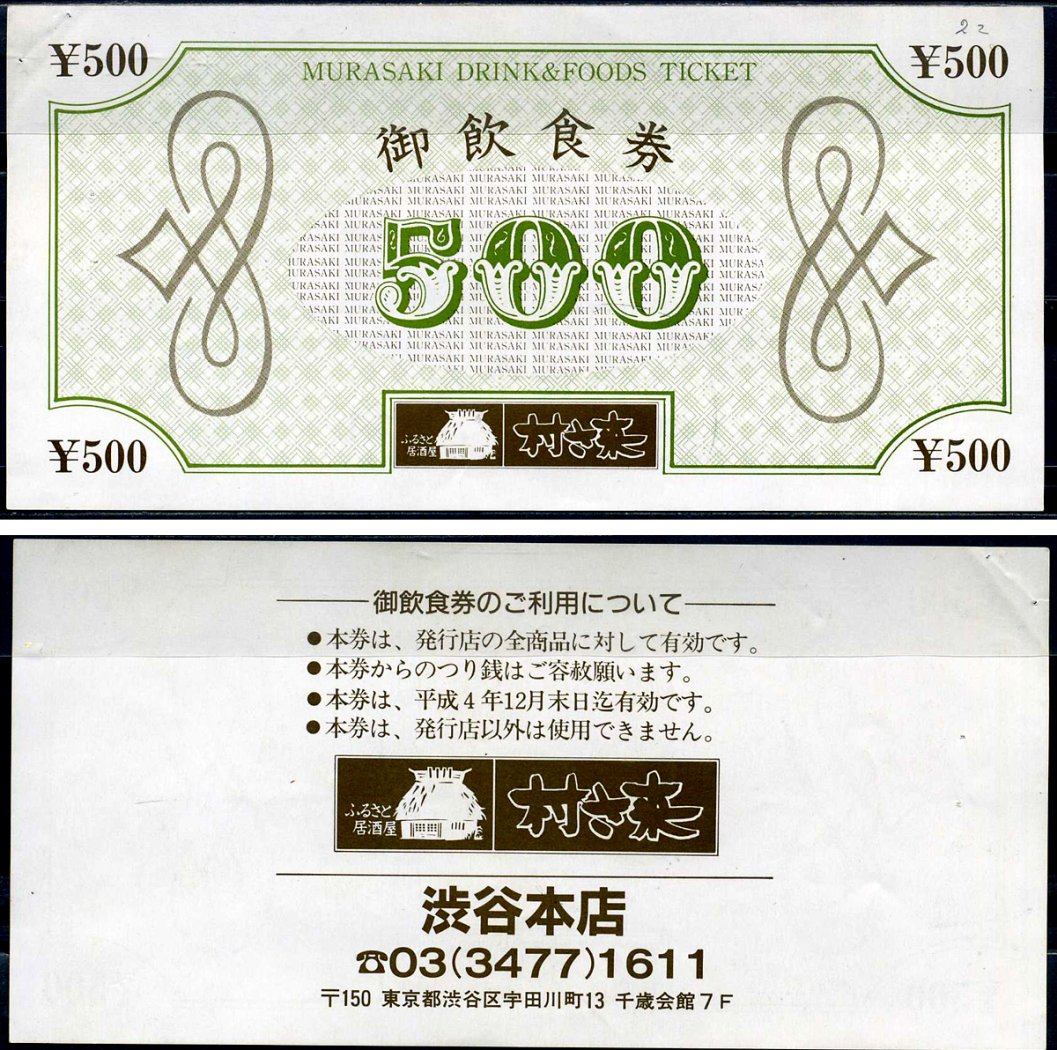 22
¥500 ¥500
MURASAKI DRINK&FOODS TICKET
御飲食券
MURASAKI MURASAKI MURASAKI MURASAKI
500
ふるさと
居酒屋
村さ来
¥500 ¥500
御飲食券のご利用について
●本券は、発行店の全商品に対して有効です。
●本券からのつり銭はご容赦願います。
●本券は、平成4年12月末日迄有効です。
●本券は、発行店以外は使用できません。
ふるさと
居酒屋
村さ来
渋谷本店
☎03(3477)1611
〒150 東京都渋谷区宇田川町13 千歳会館7F